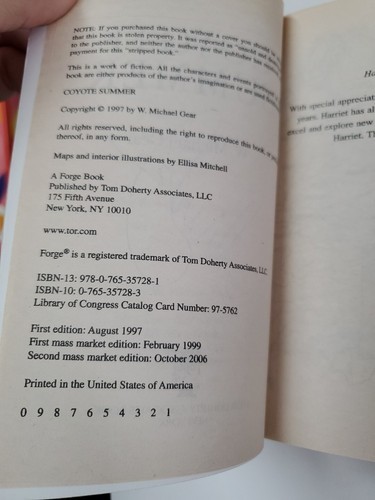 NOTE: If you purchased this book without a cover you should be
that this book is stolen property. It was reported as "unsold and
to the publisher, and neither the author nor the publisher has received
payment for this "stripped book."
This is a work of fiction. All the characters and events portrayed in
book are either products of the author's imagination or are used
COYOTE SUMMER
Copyright © 1997 by W. Michael Gear
All rights reserved, including the right to reproduce this book, or
thereof, in any form.
Maps and interior illustrations by Ellisa Mitchell
A Forge Book
Published by Tom Doherty Associates, LLC
175 Fifth Avenue
New York, NY 10010
www.tor.com
Forge® is a registered trademark of Tom Doherty Associates, LLC
ISBN-13: 978-0-765-35728-1
ISBN-10: 0-765-35728-3
Library of Congress Catalog Card Number: 97-5762
First edition: August 1997
First mass market edition: February 1999
Second mass market edition: October 2006
Printed in the United States of America
0 9 8 7 6 5 4 3 2 1
With special appreciat
years. Harriet has al
excel and explore new
Harriet. Th